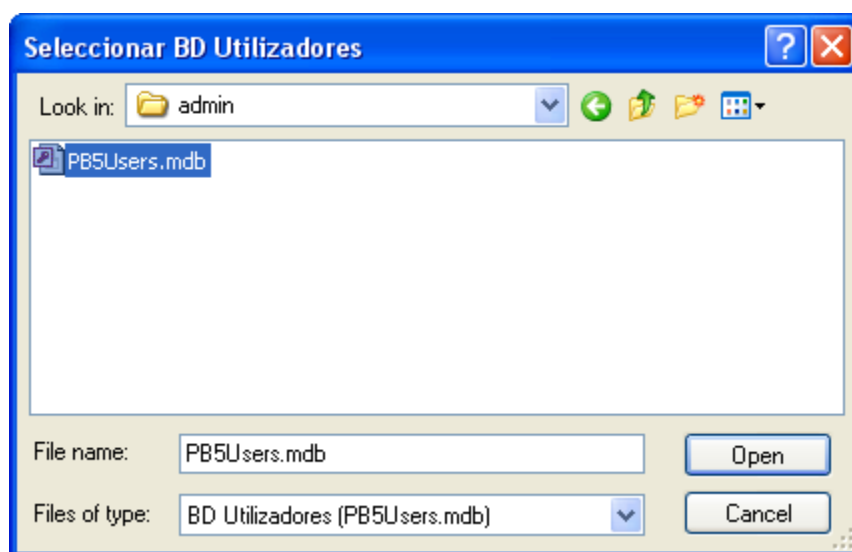 Seleccionar BD Utilizadores
Look in: admin
PB5Users.mdb
File name: PB5Users.mdb Open
Files of type: BD Utilizadores (PB5Users.mdb) Cancel